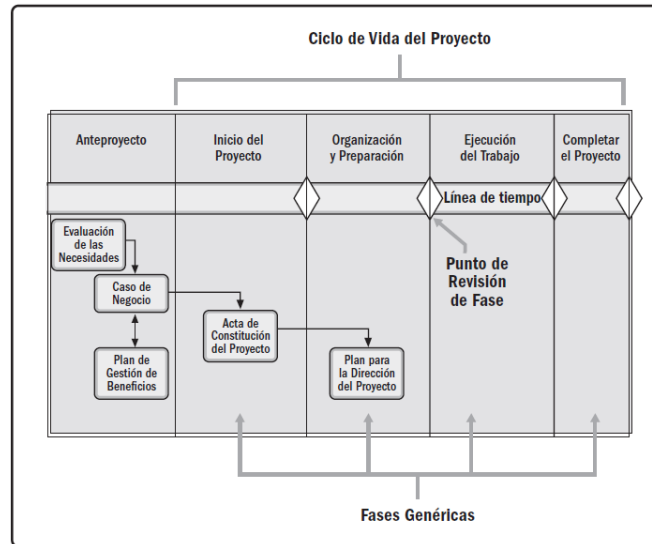 Ciclo de Vida del Proyecto
Anteproyecto
Inicio del
Proyecto
Organización
y Preparación
Ejecución
del Trabajo
Completar
el Proyecto
Línea de tiempo
Evaluación
de las
Necesidades
Caso de
Negocio
Plan de
Gestión de
Beneficios
Acta de
Constitución
del Proyecto
Plan para
la Dirección
del Proyecto
Punto de
Revisión
de Fase
Fases Genéricas